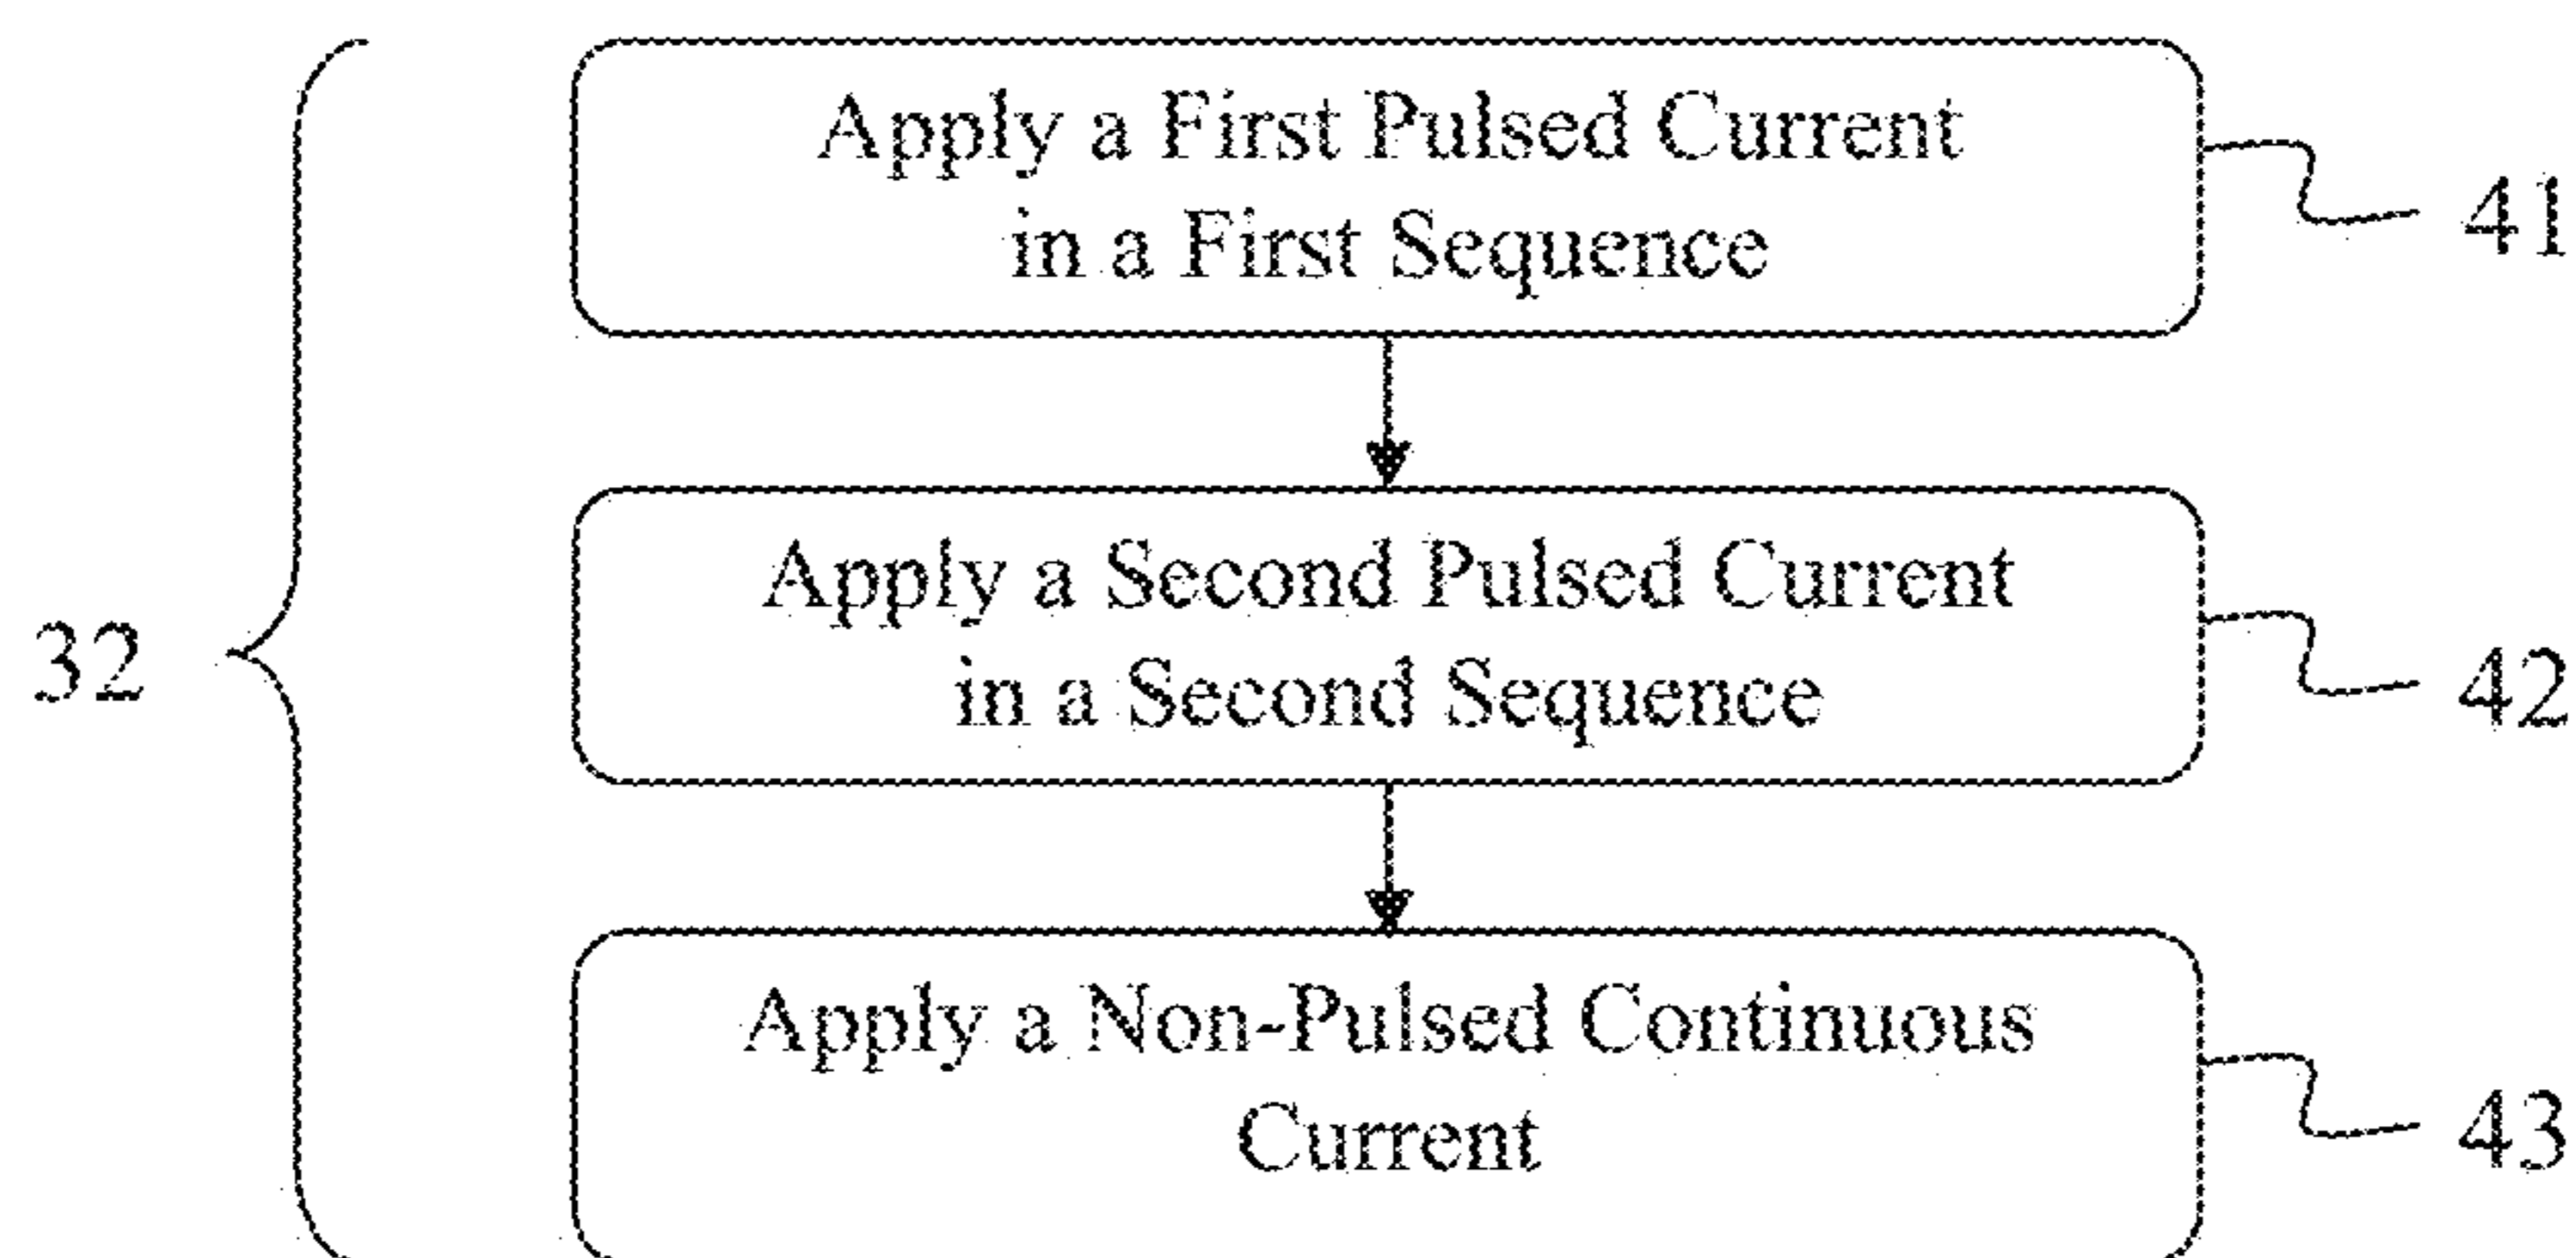 Apply a First Pulsed Current
in a First Sequence
41
Apply a Second Pulsed Current
in a Second Sequence
42
32
Apply a Non-Pulsed Continuous
Current
43